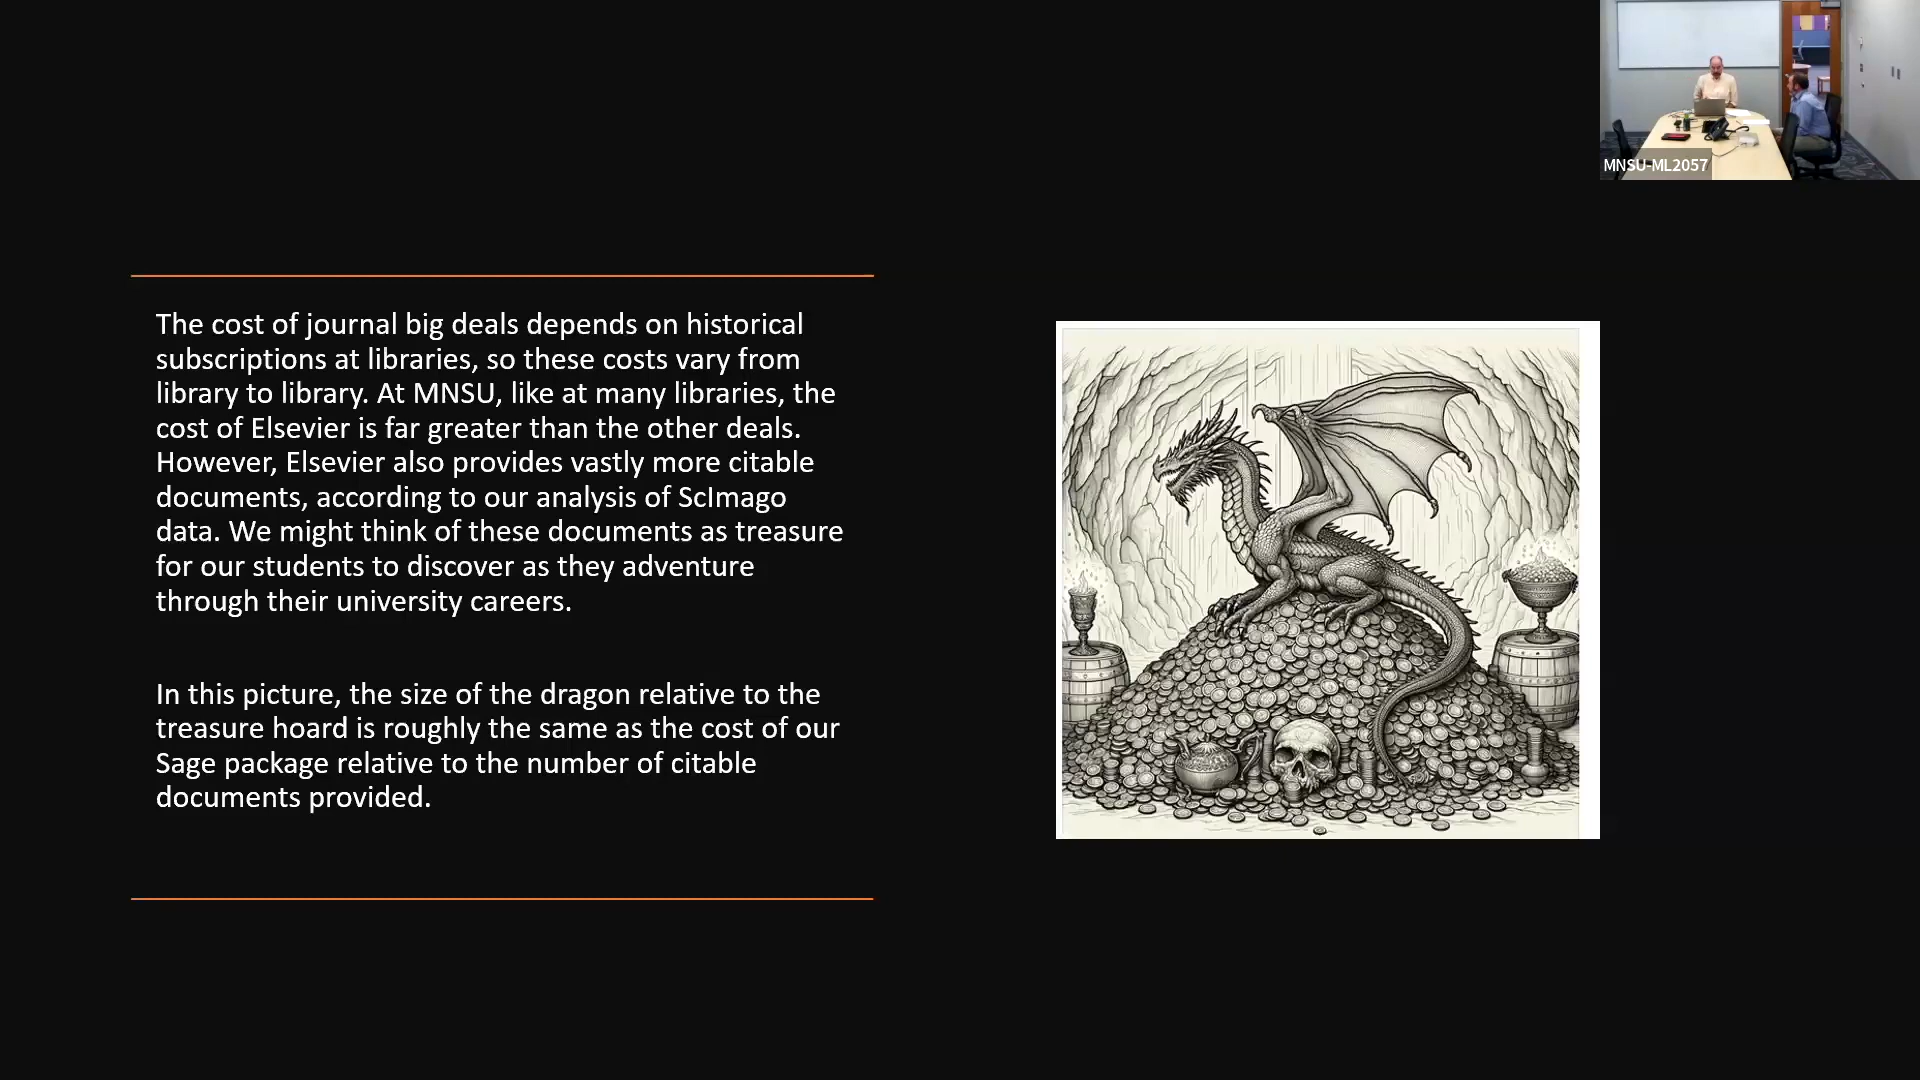 MNSU-ML2057
The cost of journal big deals depends on historical
subscriptions at libraries, so these costs vary from
library to library. At MNSU, like at many libraries, the
cost of Elsevier is far greater than the other deals.
However, Elsevier also provides vastly more citable
documents, according to our analysis of ScImago
data. We might think of these documents as treasure
for our students to discover as they adventure
through their university careers.
In this picture, the size of the dragon relative to the
treasure hoard is roughly the same as the cost of our
Sage package relative to the number of citable
documents provided.